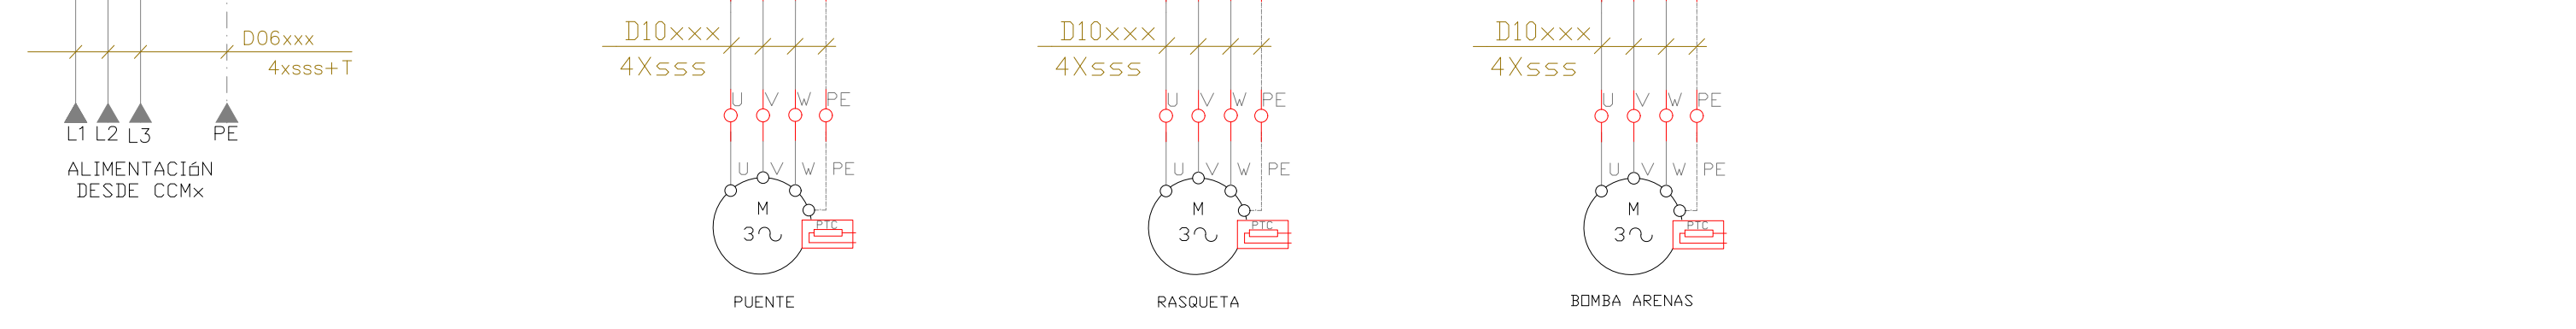 D06xxx
4xsss+T
L1 L2 L3 PE
ALIMENTACIóN
DESDE CCMx
D10xxx
4Xsss
U V W PE
U V W PE
M
3~
PTC
PUENTE
D10xxx
4Xsss
U V W PE
U V W PE
M
3~
PTC
RASQUETA
D10xxx
4Xsss
U V W PE
U V W PE
M
3~
PTC
BOMBA ARENAS